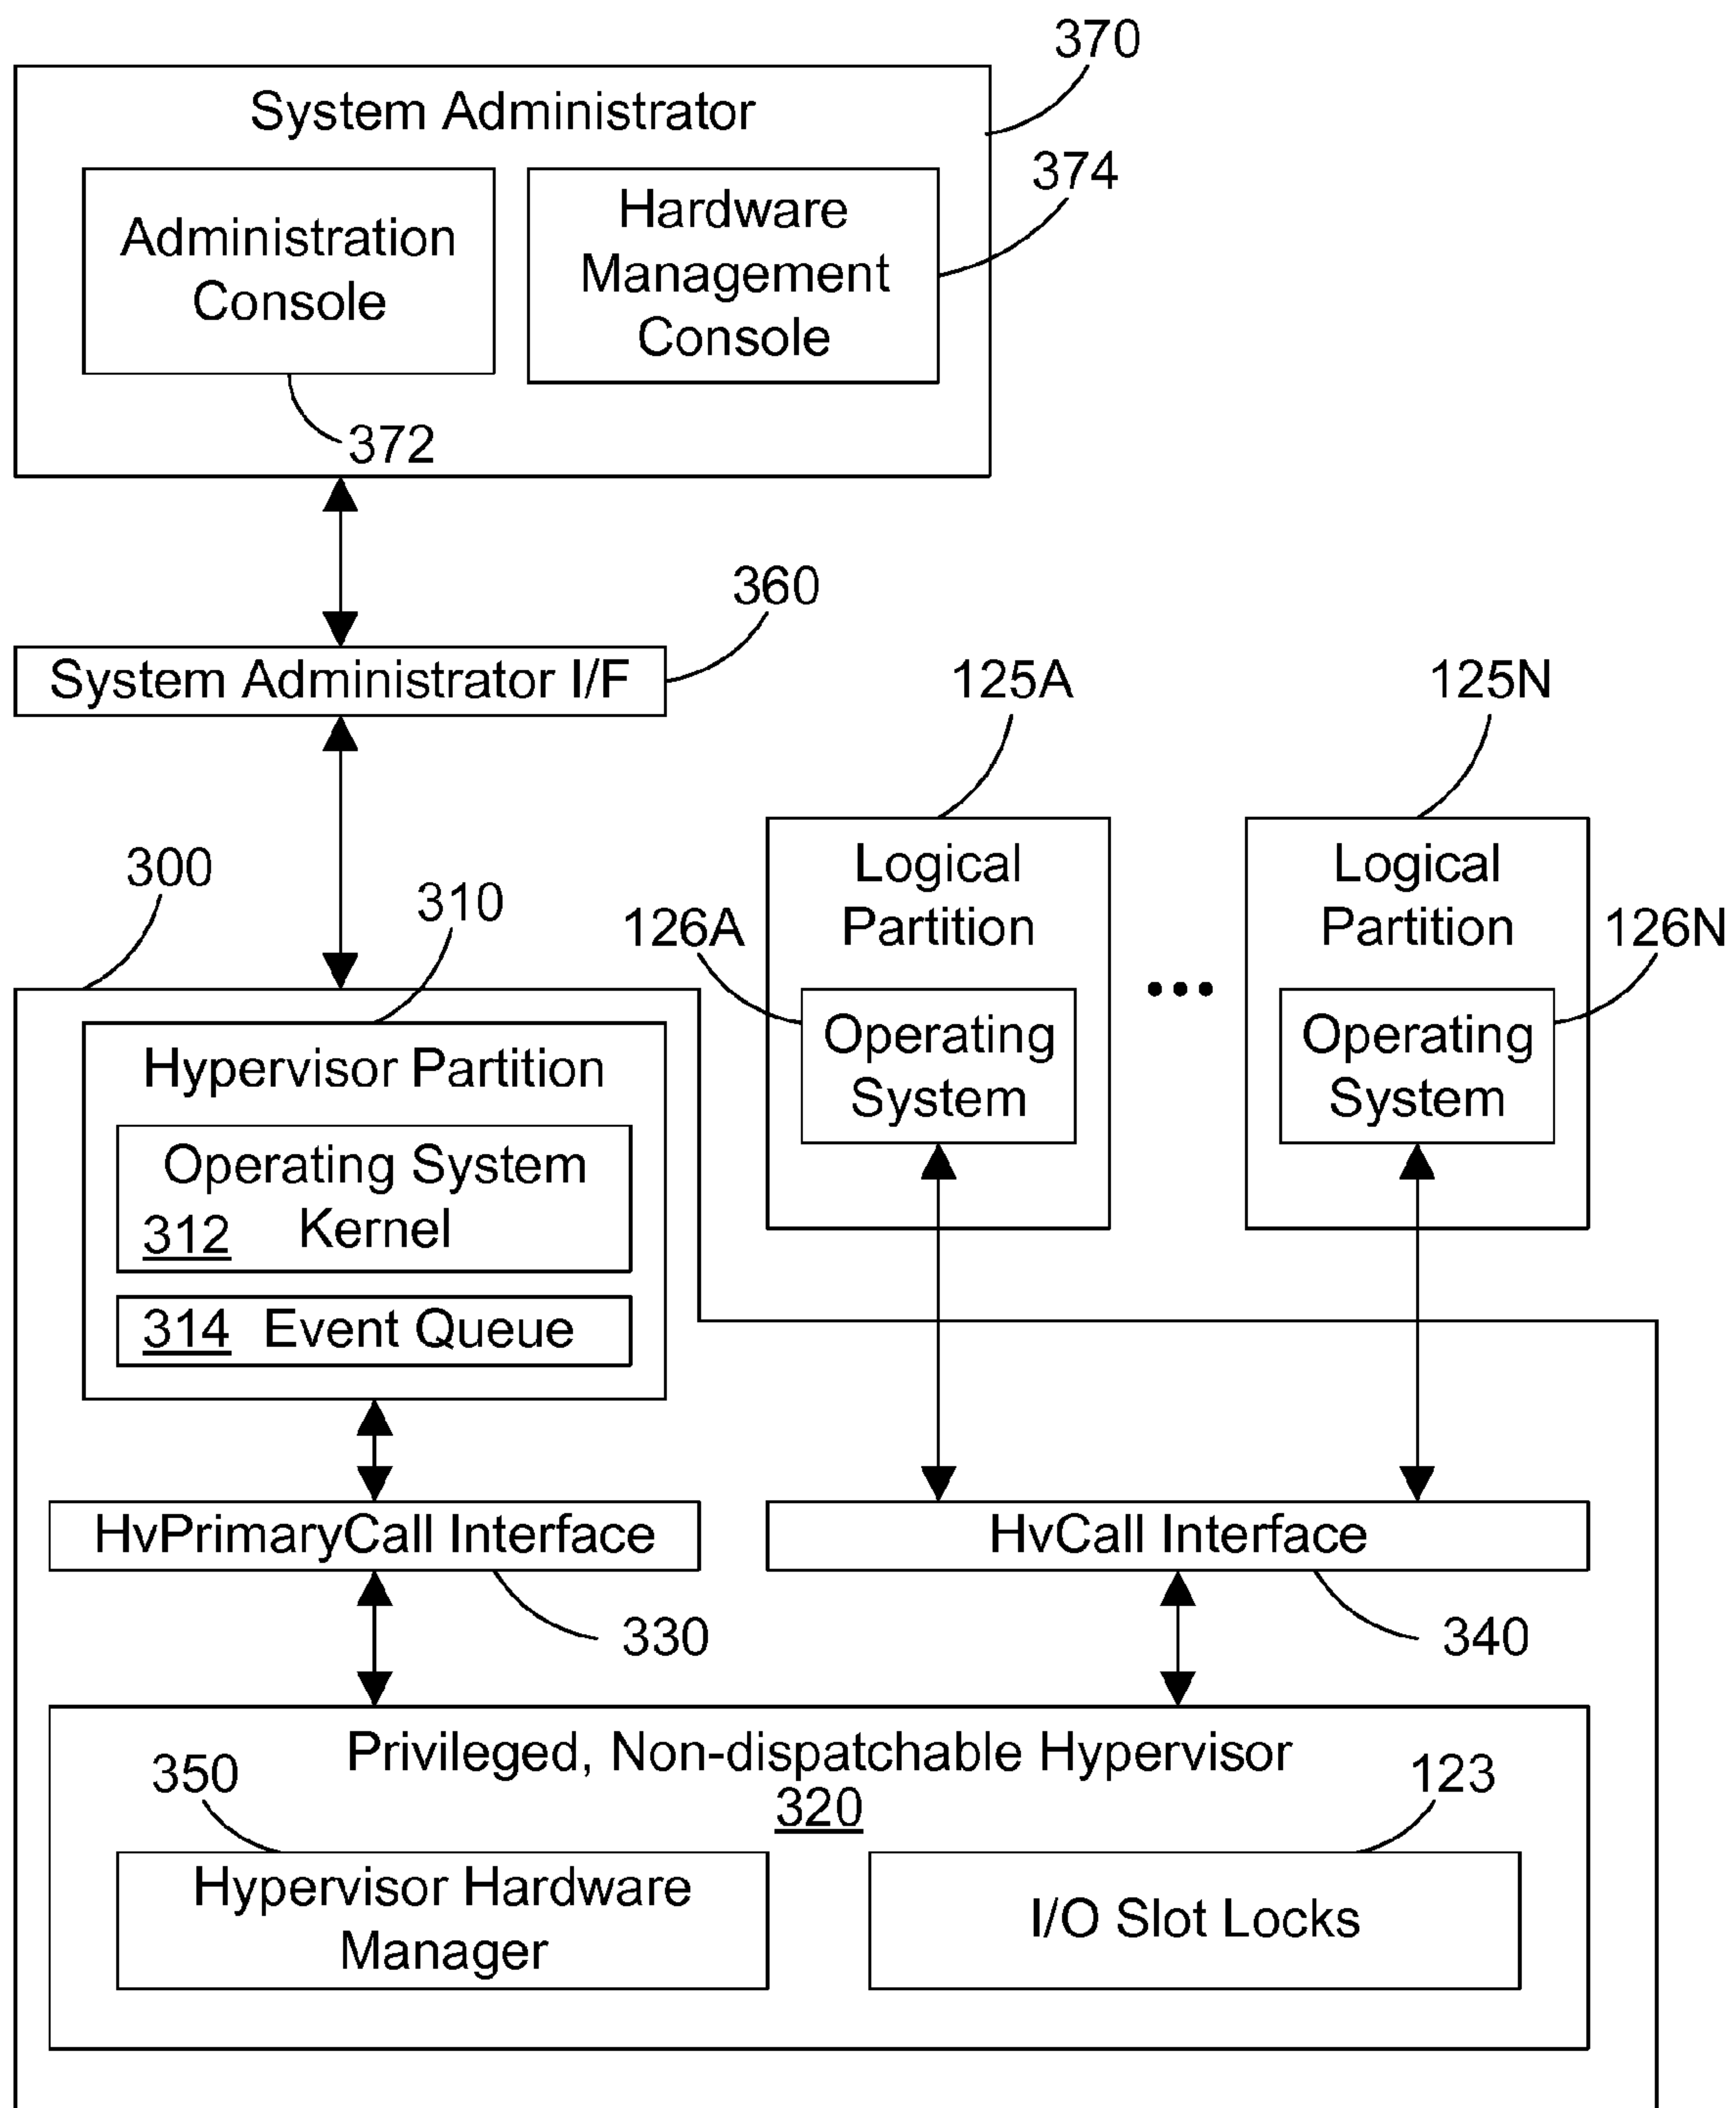 370
System Administrator
374
Administration
Console
Hardware
Management
Console
372
360
System Administrator I/F
125A
125N
300
310
126A
Logical
Partition
Logical
Partition
126N
Operating
System
•••
Operating
System
Hypervisor Partition
Operating System
312 Kernel
314 Event Queue
HvPrimaryCall Interface
HvCall Interface
330
340
Privileged, Non-dispatchable Hypervisor
350
320
123
Hypervisor Hardware
Manager
I/O Slot Locks